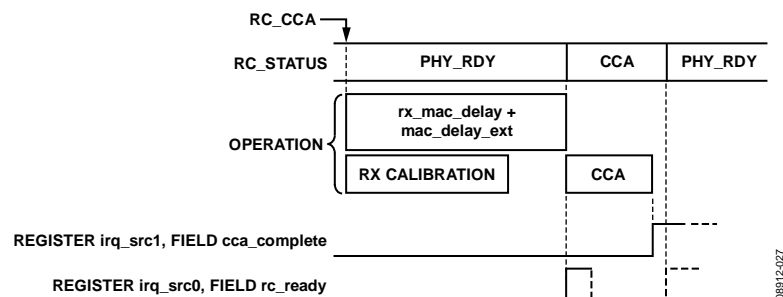 RC_CCA
RC_STATUS
PHY_RDY
CCA
PHY_RDY
OPERATION
rx_mac_delay +
mac_delay_ext
RX CALIBRATION
CCA
REGISTER irq_src1, FIELD cca_complete
REGISTER irq_src0, FIELD rc_ready
08912-027